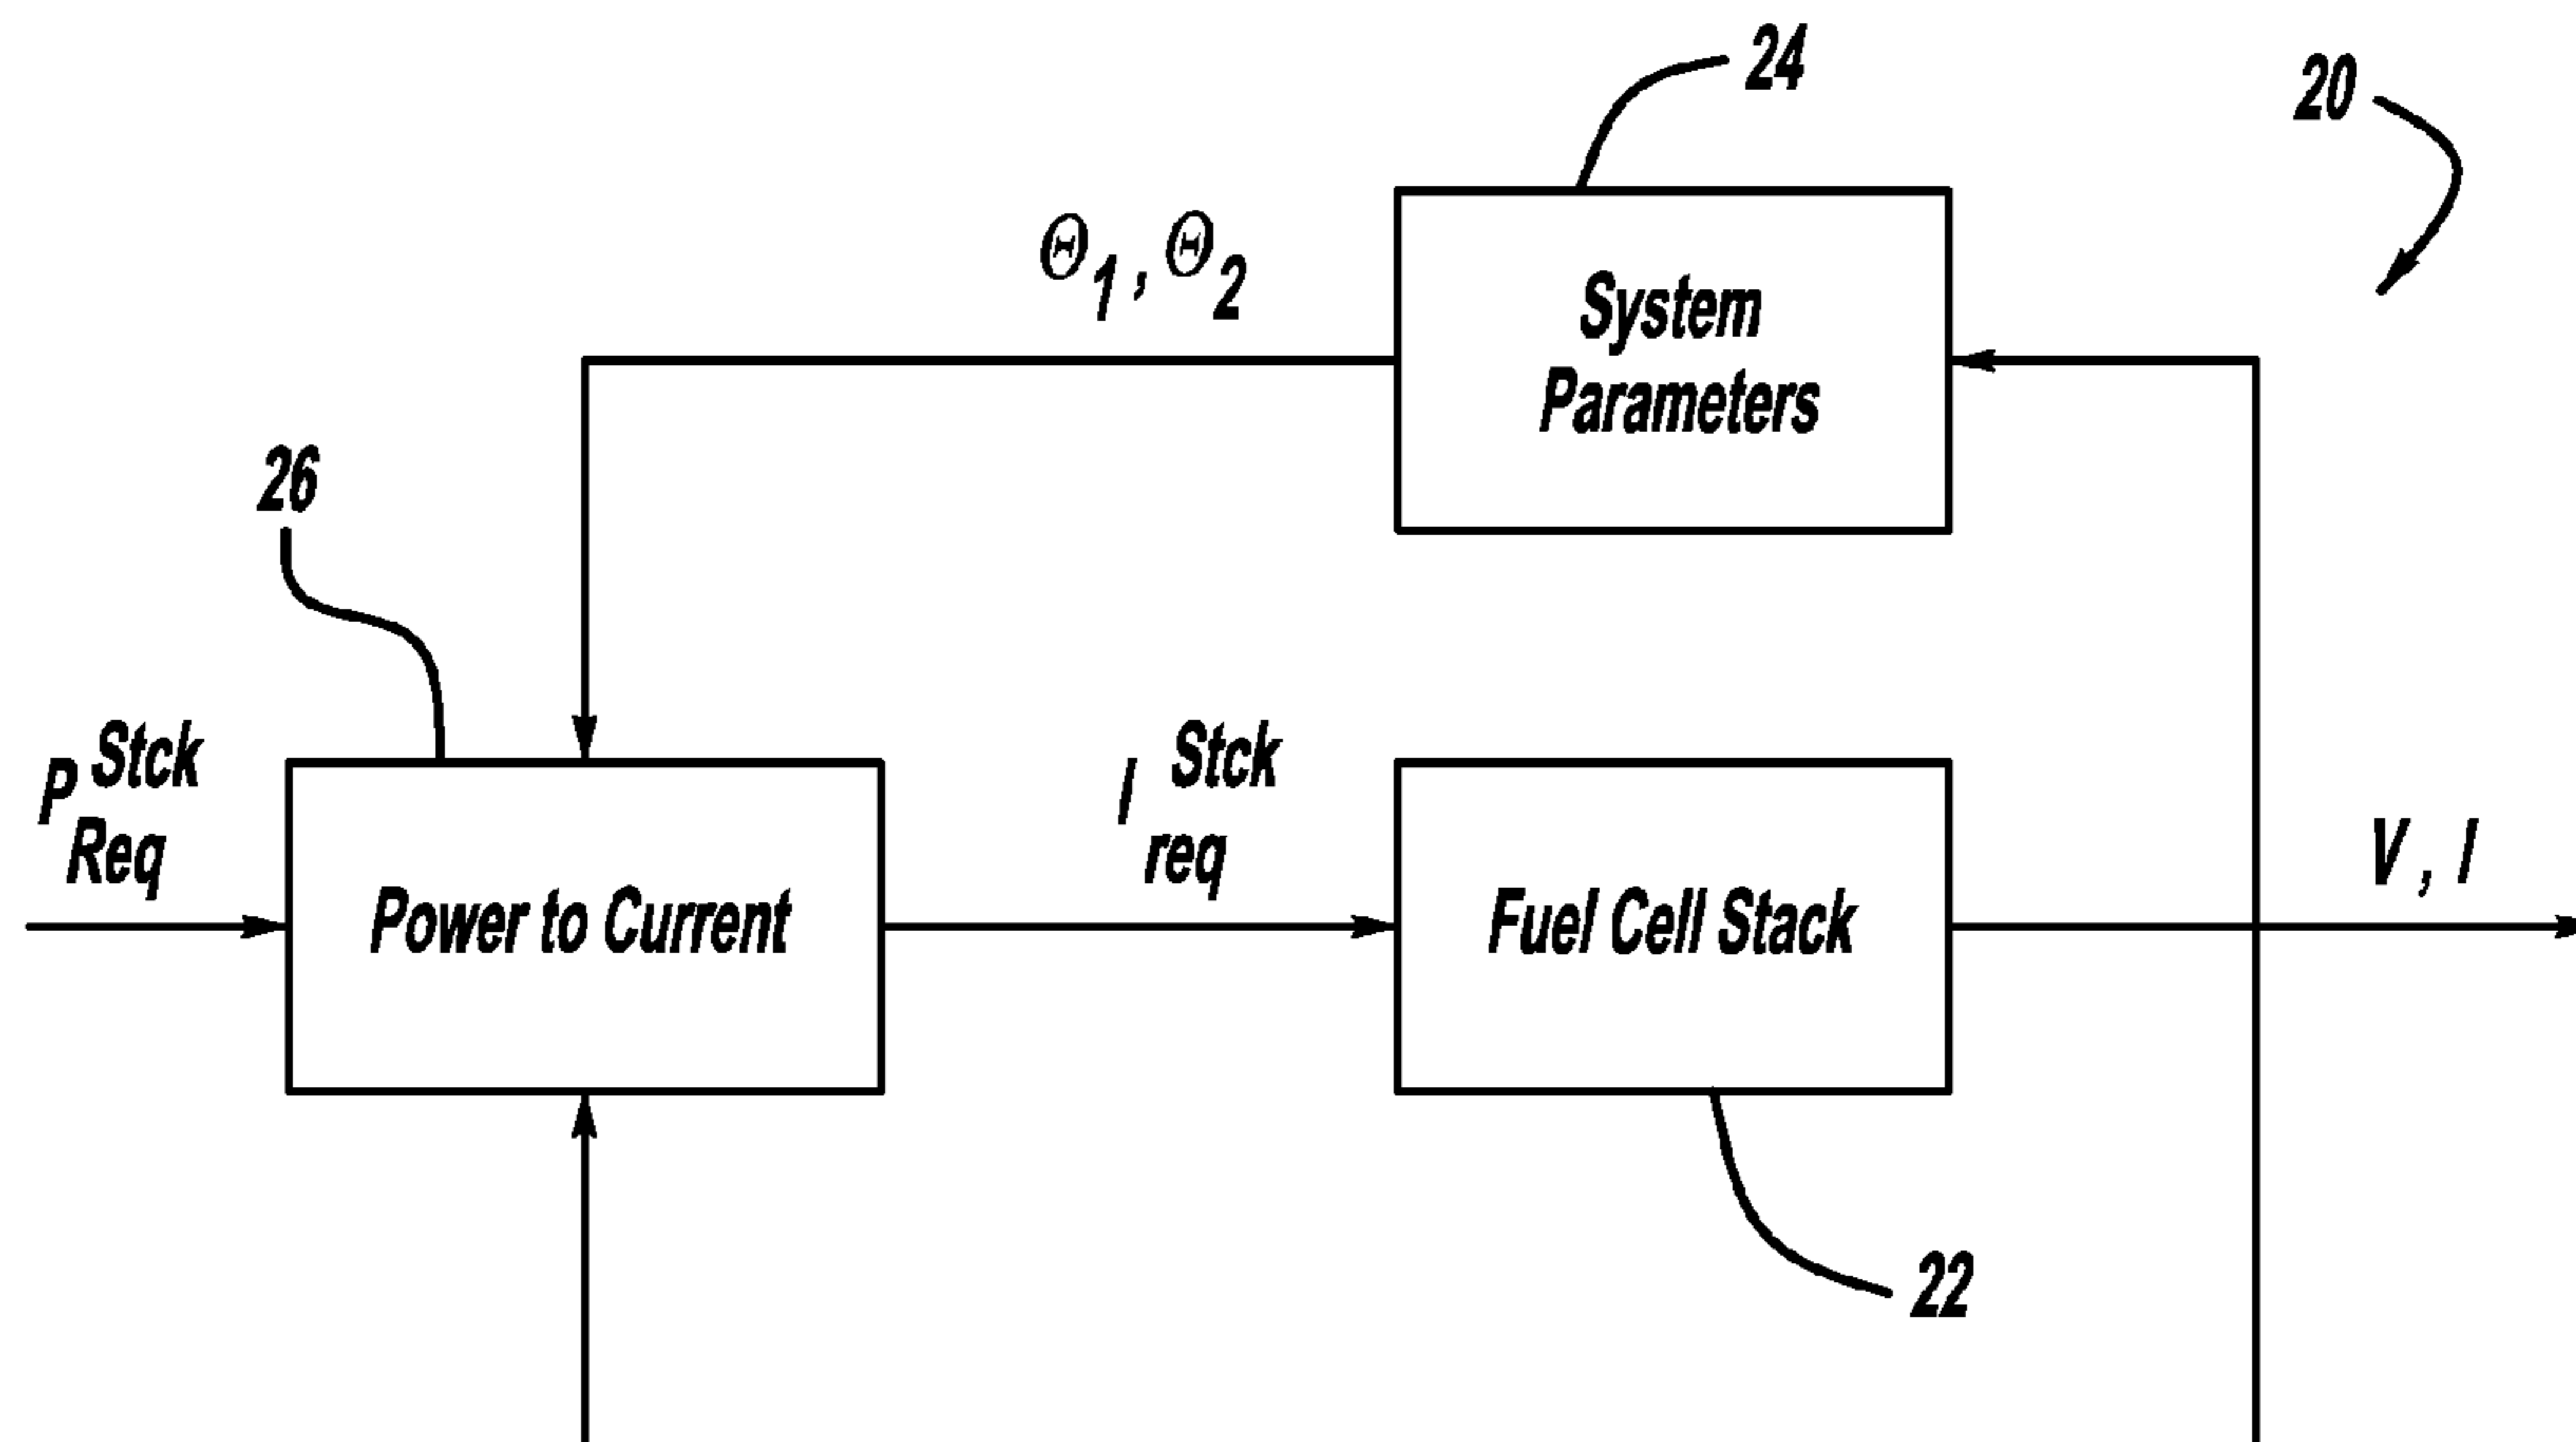 24
20
Θ1, Θ2
System
Parameters
26
P Stck Req
I Stck req
V, I
Power to Current
Fuel Cell Stack
22